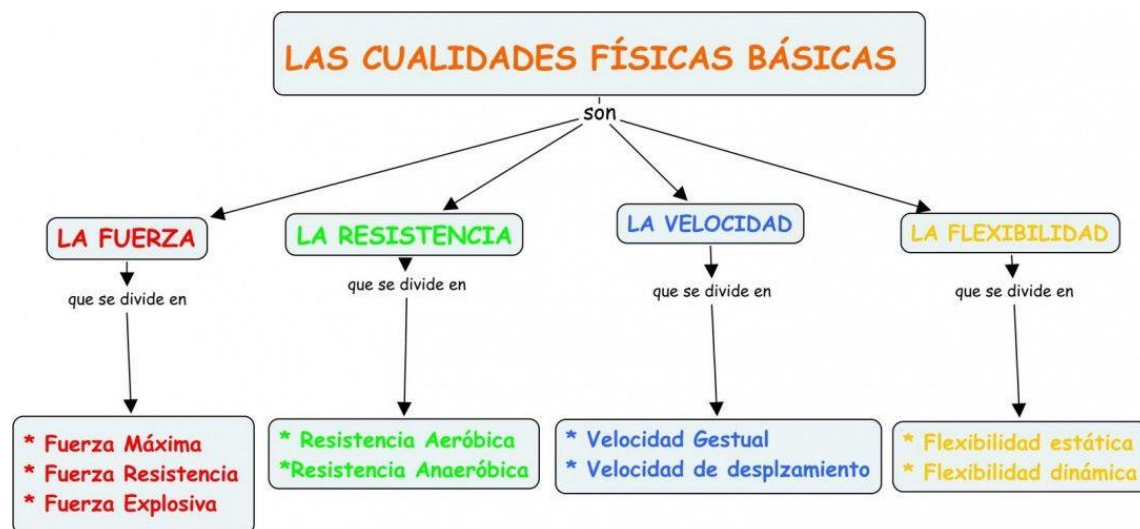 LAS CUALIDADES FÍSICAS BÁSICAS
son
LA FUERZA
LA RESISTENCIA
LA VELOCIDAD
LA FLEXIBILIDAD
que se divide en
que se divide en
que se divide en
que se divide en
* Fuerza Máxima
* Fuerza Resistencia
* Fuerza Explosiva
* Resistencia Aeróbica
*Resistencia Anaeróbica
* Velocidad Gestual
* Velocidad de desplzamiento
* Flexibilidad estática
* Flexibilidad dinámica